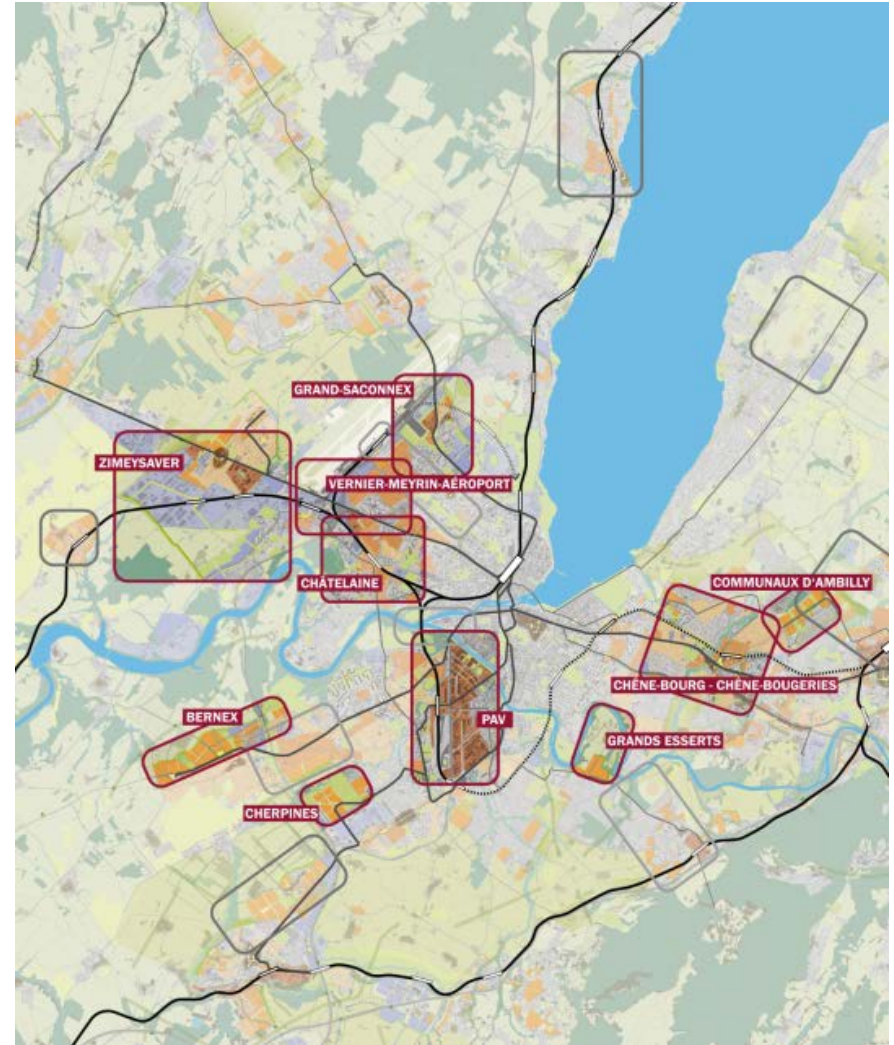 GRAND-SACONNEX
ZIMEYSAVER
VERNIER-MEYRIN-AÉROPORT
CHÂTELAINE
COMMUNAUX D'AMBILLY
CHÊNE-BOURG - CHÊNE-BOUGERIES
BERNEX
PAV
GRANDS ESSERTS
CHERPINES